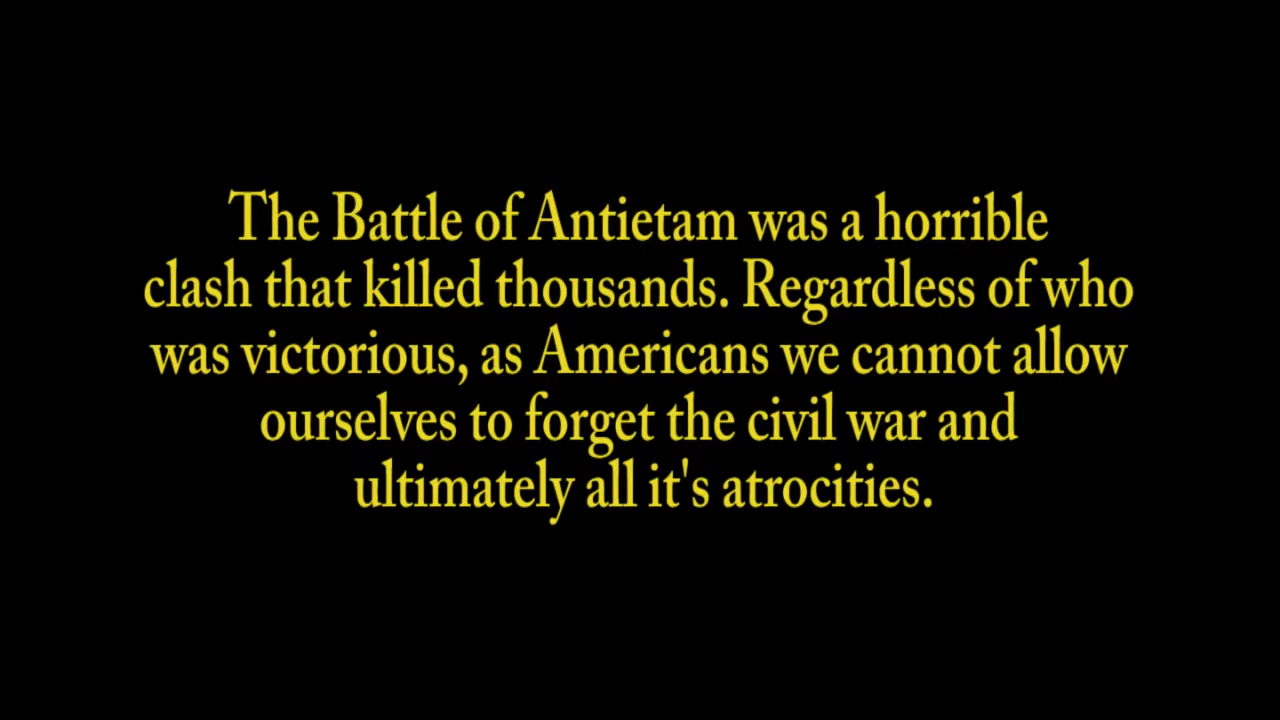 The Battle of Antietam was a horrible
clash that killed thousands. Regardless of who
was victorious, as Americans we cannot allow
ourselves to forget the civil war and
ultimately all it's atrocities.